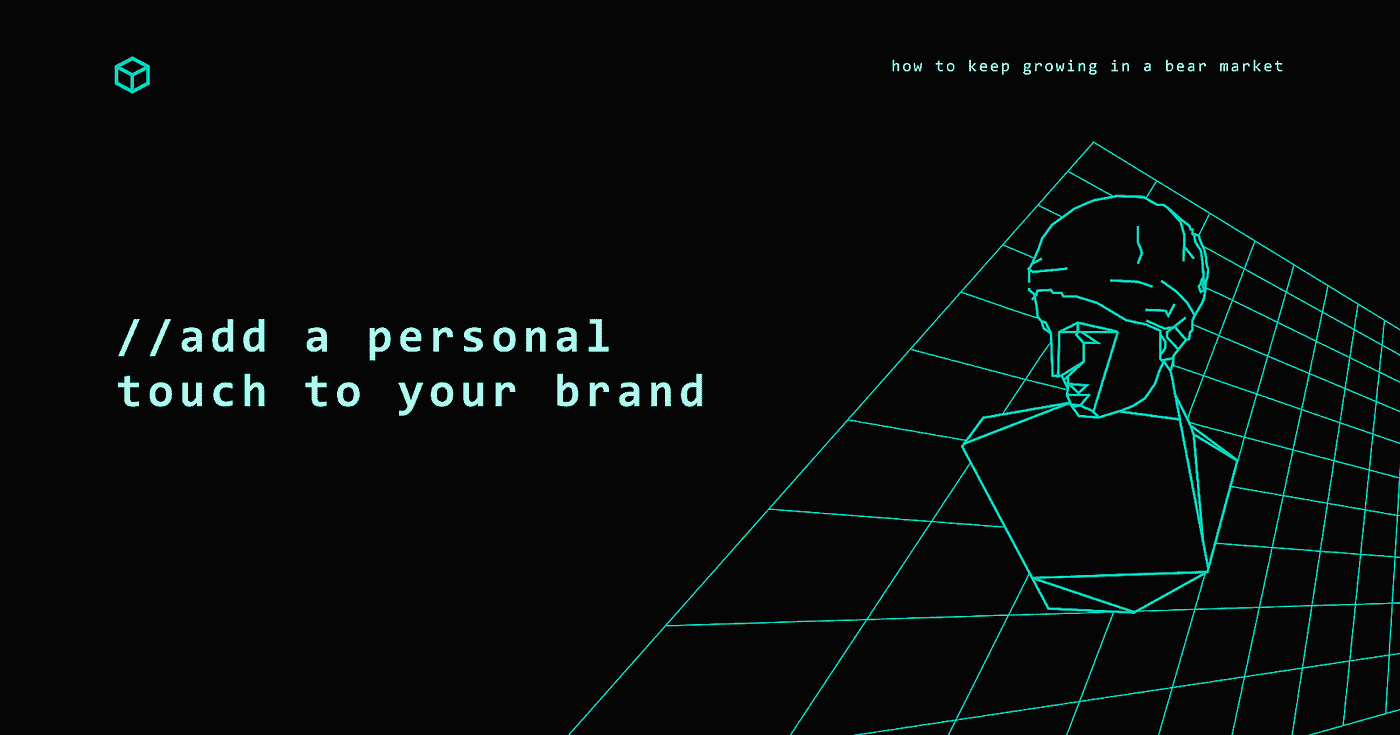 how to keep growing in a bear market
//add a personal
touch to your brand